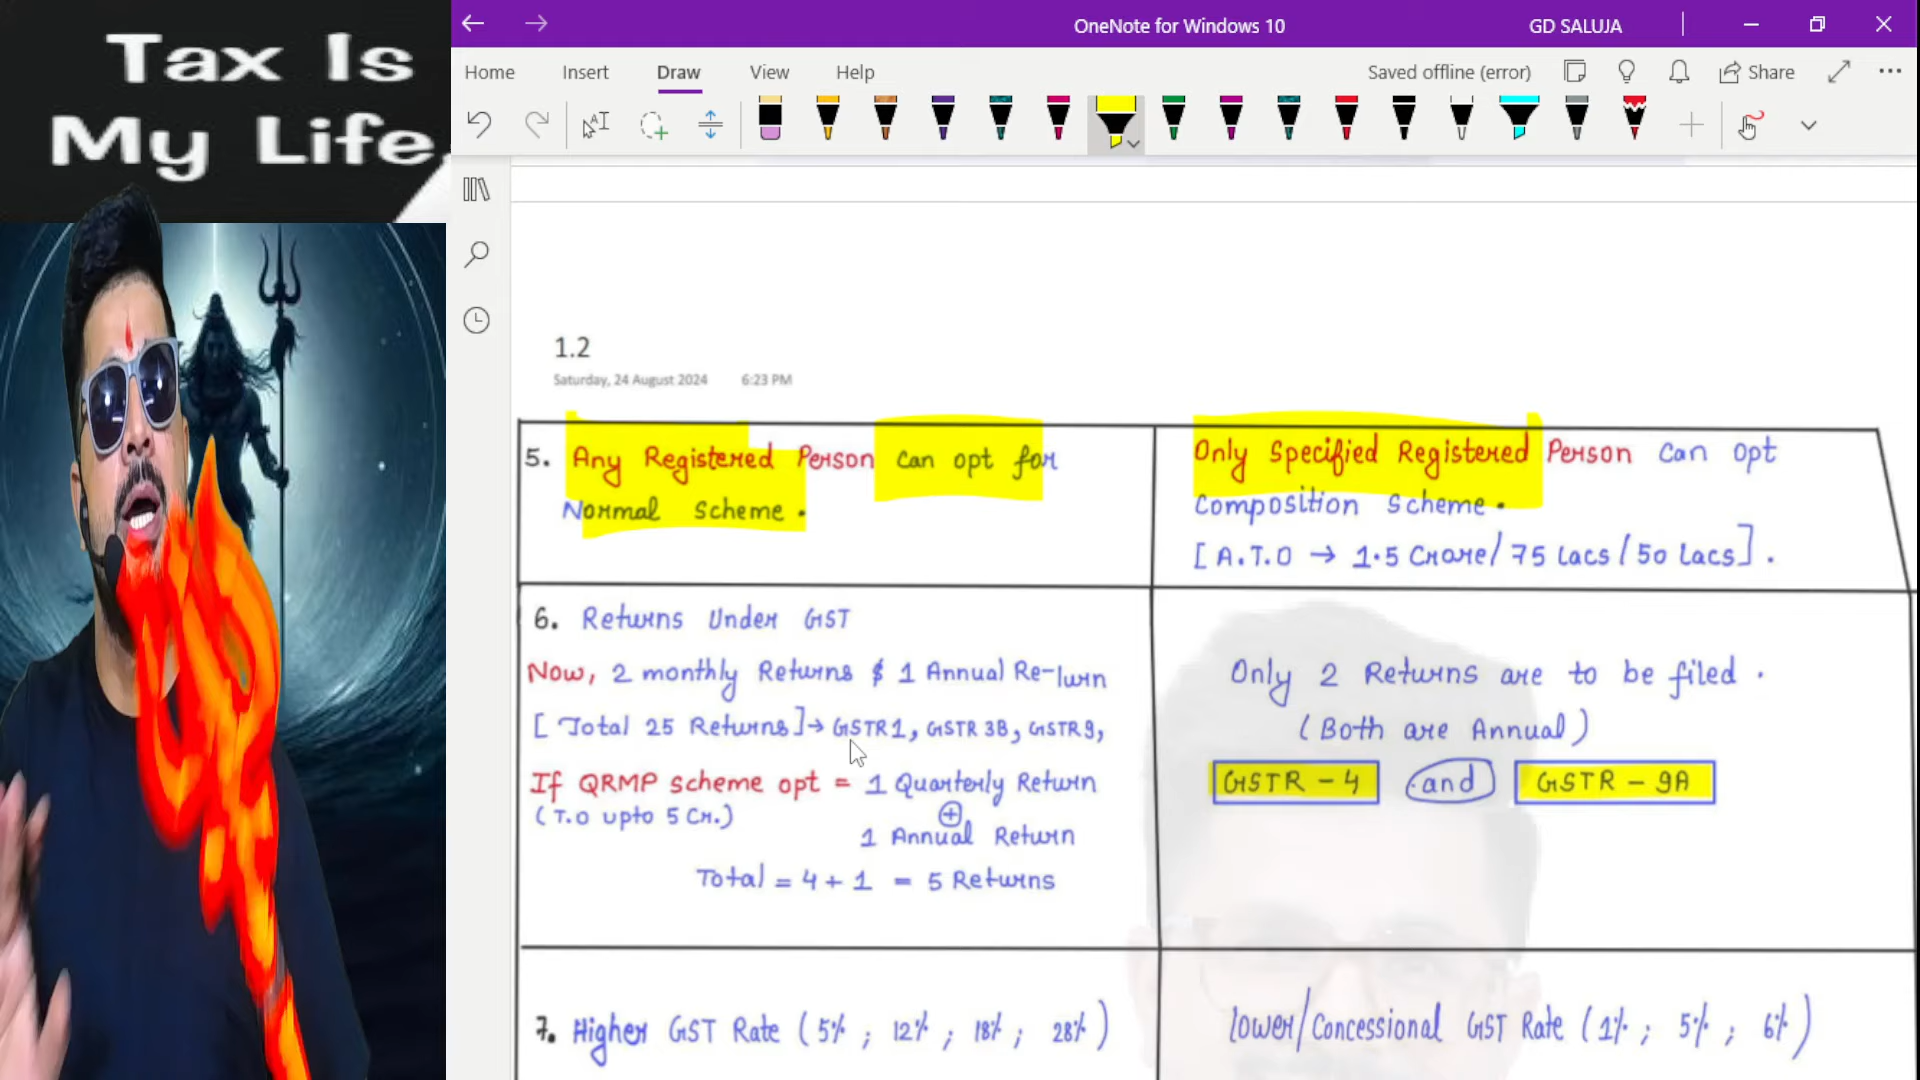 Tax Is
My Life.
OneNote for Windows 10
GD SALUJA
Home Insert Draw View Help
Saved offline (error)
Share
1.2
Saturday, 24 August 2024 6:23 PM
5. Any Registered Person can opt for
Normal Scheme.
Only Specified Registered Person can opt
Composition Scheme.
[A.T.O → 1.5 Crore/ 75 Lacs / 50 Lacs].
6. Returns Under GST
Now, 2 monthly Returns & 1 Annual Re-turn
[Total 25 Returns] → GSTR1, GSTR 3B, GSTR9,
If QRMP scheme opt = 1 Quarterly Return
(T.O upto 5 Cr.)
+
1 Annual Return
Total = 4 + 1 = 5 Returns
Only 2 Returns are to be filed.
(Both are Annual)
GSTR - 4 and GSTR - 9A
7. Higher GST Rate (5% ; 12% ; 18% ; 28%)
Lower/Concessional GST Rate (1% ; 5% ; 6%)